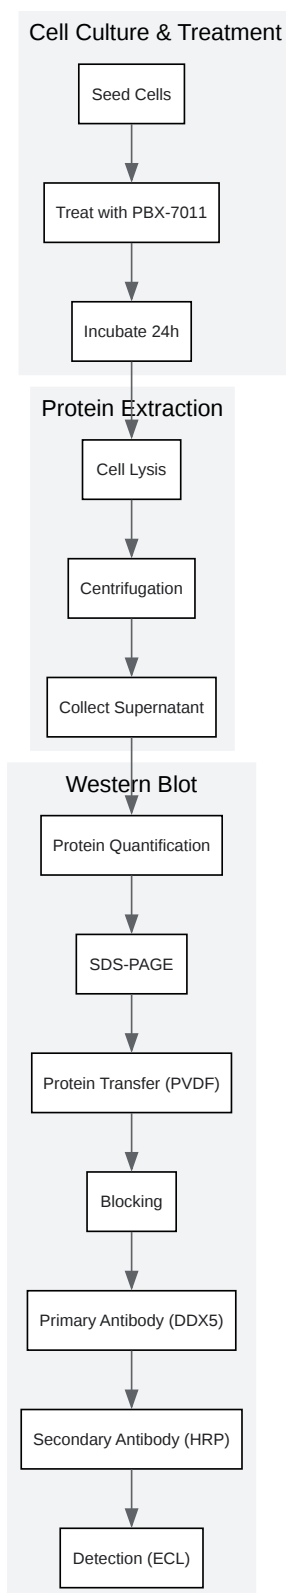 Cell Culture & Treatment
Seed Cells
Treat with PBX-7011
Incubate 24h
Protein Extraction
Cell Lysis
Centrifugation
Collect Supernatant
Western Blot
Protein Quantification
SDS-PAGE
Protein Transfer (PVDF)
Blocking
Primary Antibody (DDX5)
Secondary Antibody (HRP)
Detection (ECL)